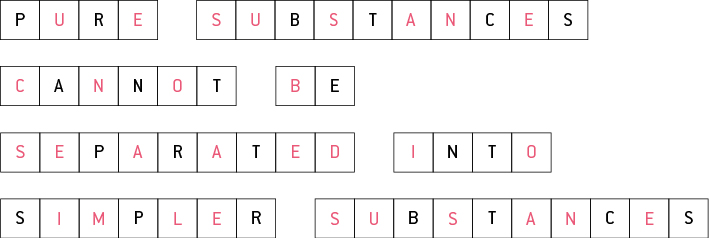 PURE SUBSTANCES
CANNOT BE
SEPARATED INTO
SIMPLER SUBSTANCES